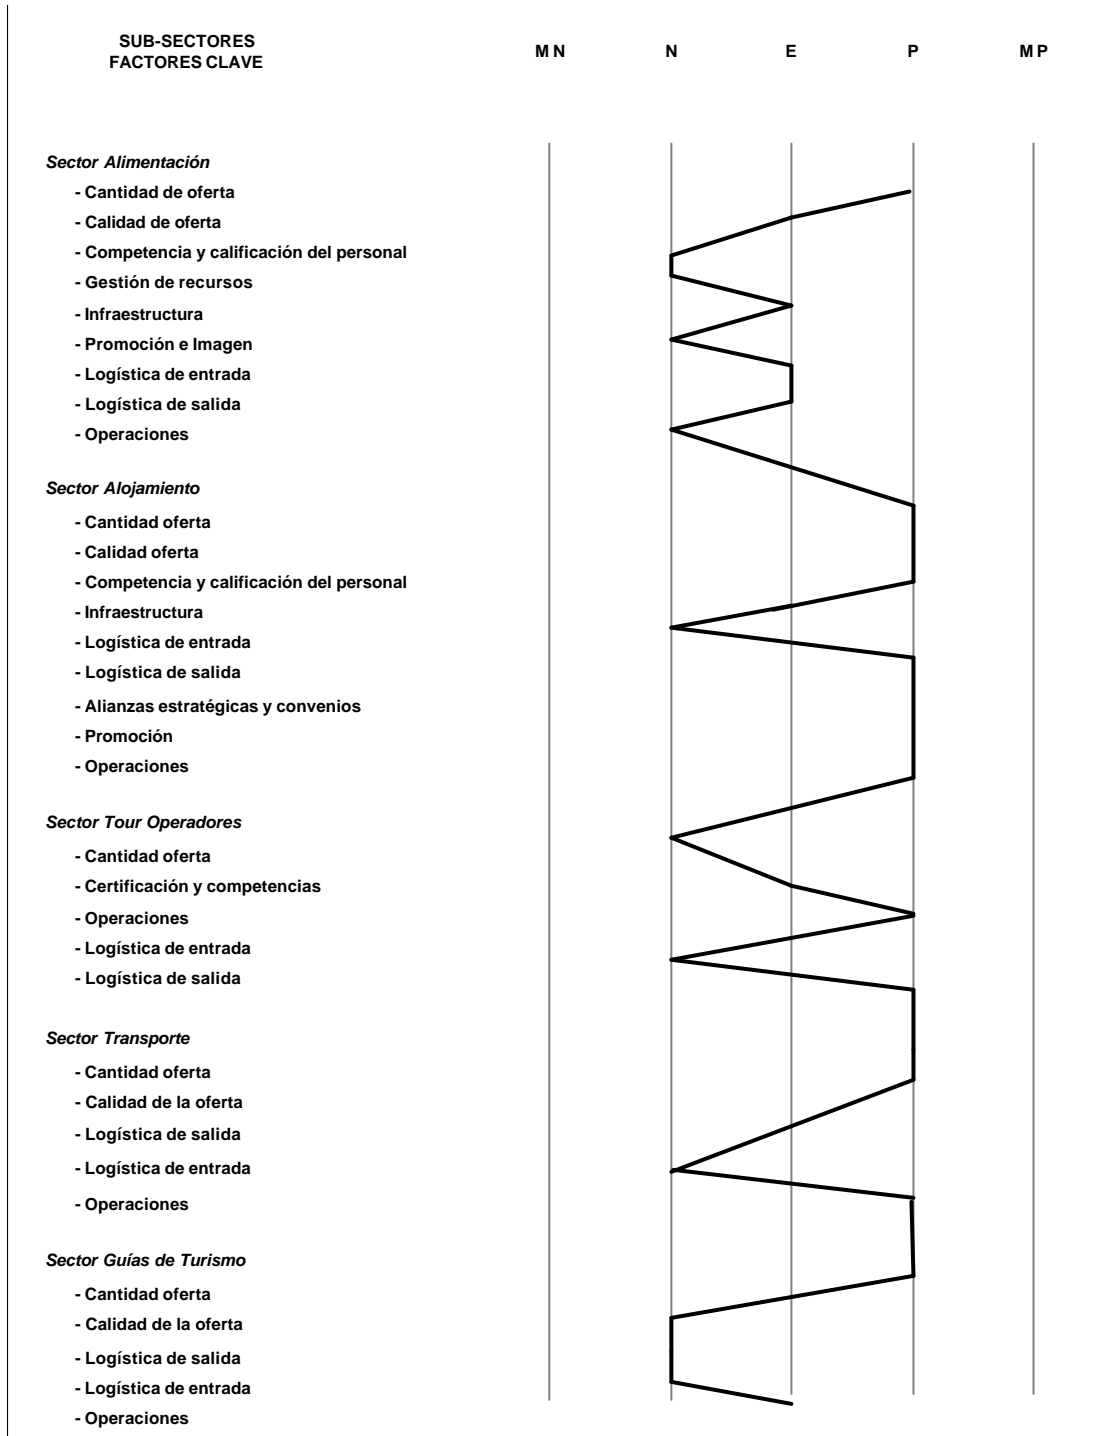 SUB-SECTORES
FACTORES CLAVE
M N N E P M P
Sector Alimentación
- Cantidad de oferta
- Calidad de oferta
- Competencia y calificación del personal
- Gestión de recursos
- Infraestructura
- Promoción e Imagen
- Logística de entrada
- Logística de salida
- Operaciones
Sector Alojamiento
- Cantidad oferta
- Calidad oferta
- Competencia y calificación del personal
- Infraestructura
- Logística de entrada
- Logística de salida
- Alianzas estratégicas y convenios
- Promoción
- Operaciones
Sector Tour Operadores
- Cantidad oferta
- Certificación y competencias
- Operaciones
- Logística de entrada
- Logística de salida
Sector Transporte
- Cantidad oferta
- Calidad de la oferta
- Logística de salida
- Logística de entrada
- Operaciones
Sector Guías de Turismo
- Cantidad oferta
- Calidad de la oferta
- Logística de salida
- Logística de entrada
- Operaciones